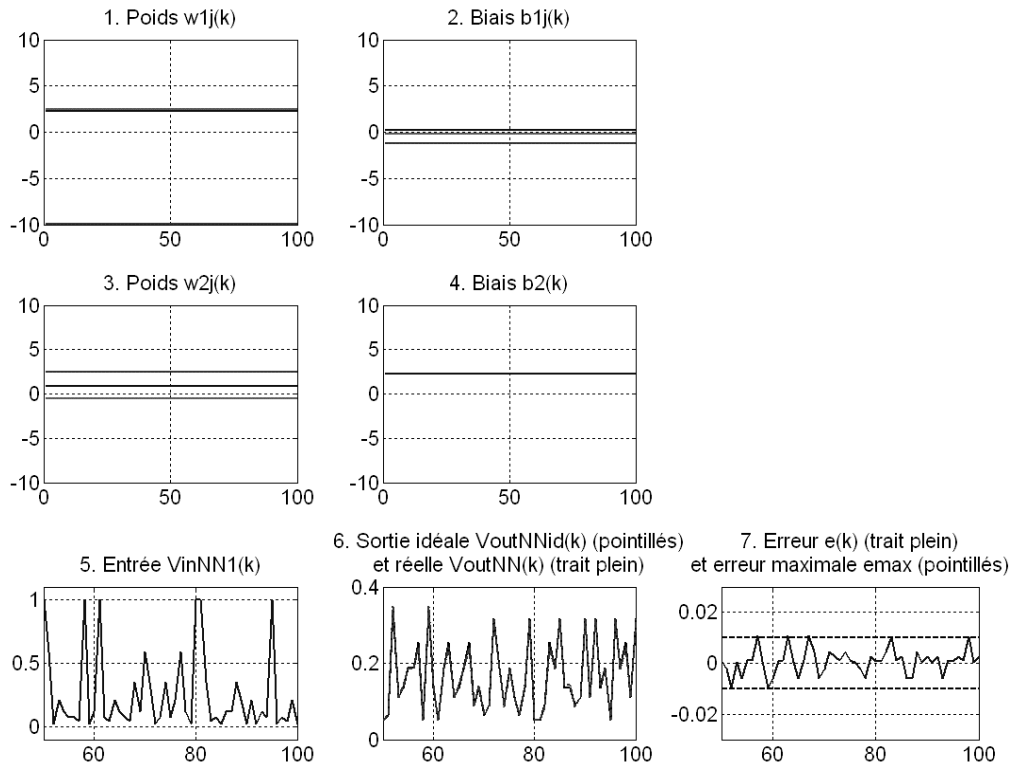 1. Poids w1j(k)
10
5
0
-5
-10
0 50 100
2. Biais b1j(k)
10
5
0
-5
-10
0 50 100
3. Poids w2j(k)
10
5
0
-5
-10
0 50 100
4. Biais b2(k)
10
5
0
-5
-10
0 50 100
5. Entrée VinNN1(k)
1
0.5
0
60 80 100
6. Sortie idéale VoutNNid(k) (pointillés)
et réelle VoutNN(k) (trait plein)
0.4
0.2
0
60 80 100
7. Erreur e(k) (trait plein)
et erreur maximale emax (pointillés)
0.02
0
-0.02
60 80 100